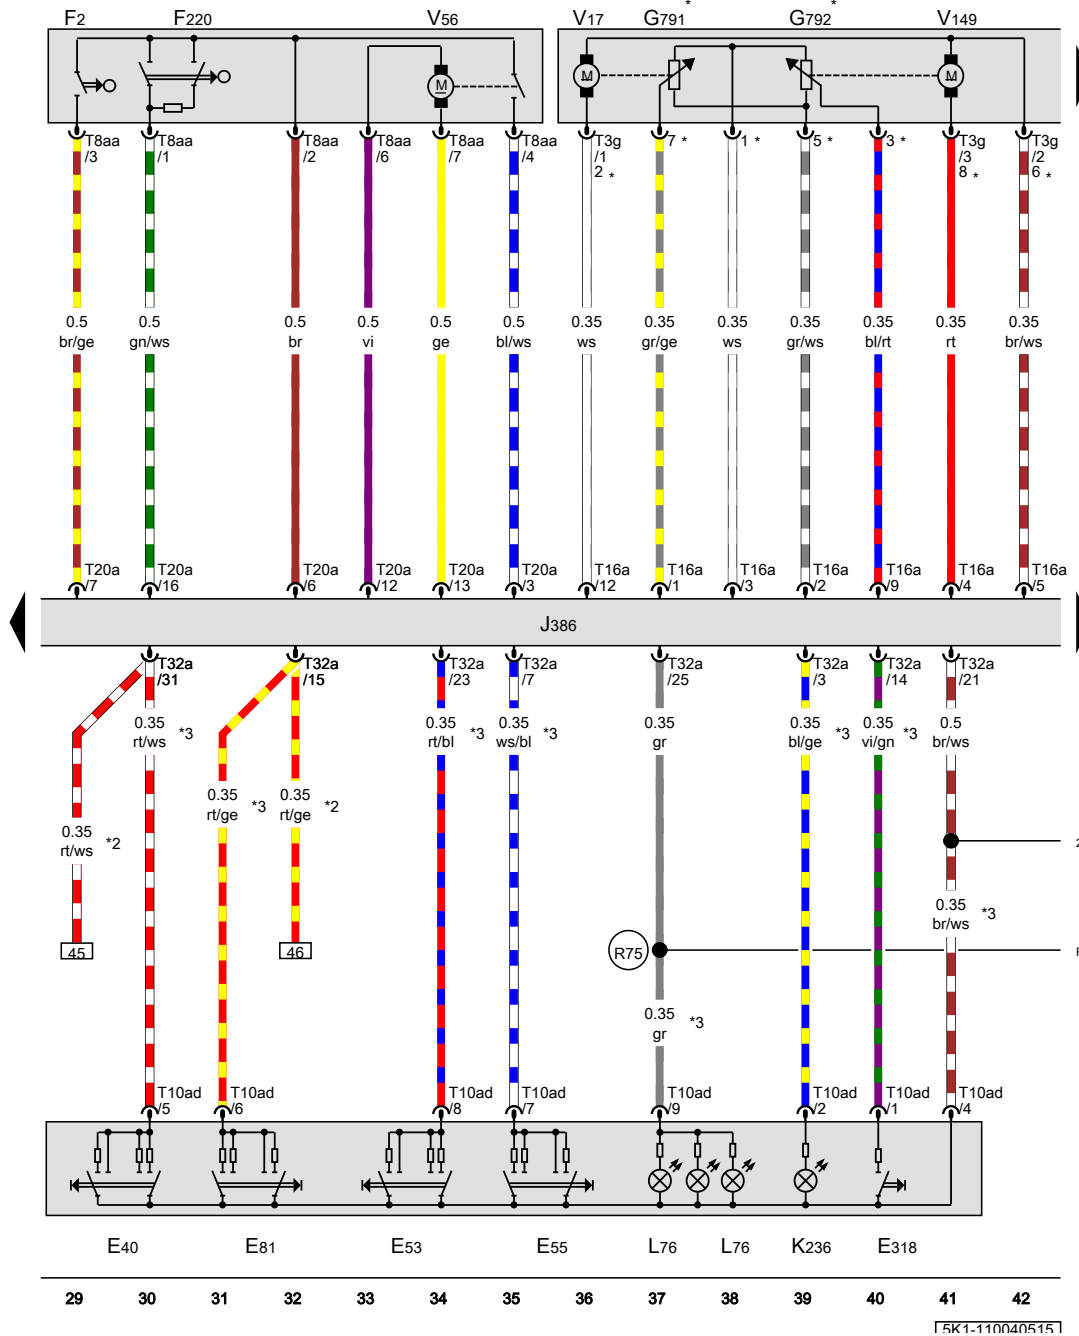 F2 F220 V56 V17 G791 * G792 * V149
T8aa /3
T8aa /1
T8aa /2
T8aa /6
T8aa /7
T8aa /4
T3g /1 2 *
7 *
1 *
5 *
3 *
T3g /3 8 *
T3g /2 6 *
0.5 0.5 0.5 0.5 0.5 0.5 0.35 0.35 0.35 0.35 0.35 0.35 0.35
br/ge gn/ws br vi ge bl/ws ws gr/ge ws gr/ws bl/rt rt br/ws
M M M
T20a /7
T20a /16
T20a /6
T20a /12
T20a /13
T20a /3
T16a /12
T16a /1
T16a /3
T16a /2
T16a /9
T16a /4
T16a /5
J386
T32a /31
T32a /15
T32a /23
T32a /7
T32a /25
T32a /3
T32a /14
T32a /21
0.35 rt/ws *3
0.35 rt/bl *3
0.35 ws/bl *3
0.35 gr
0.35 bl/ge *3
0.35 vi/gn *3
0.5 br/ws
0.35 rt/ge *3
0.35 rt/ge *2
0.35 rt/ws *2
2
0.35 br/ws *3
45
46
R75
0.35 gr *3
T10ad /5
T10ad /6
T10ad /8
T10ad /7
T10ad /9
T10ad /2
T10ad /1
T10ad /4
E40 E81 E53 E55 L76 L76 K236 E318
29 30 31 32 33 34 35 36 37 38 39 40 41 42
5K1-110040515